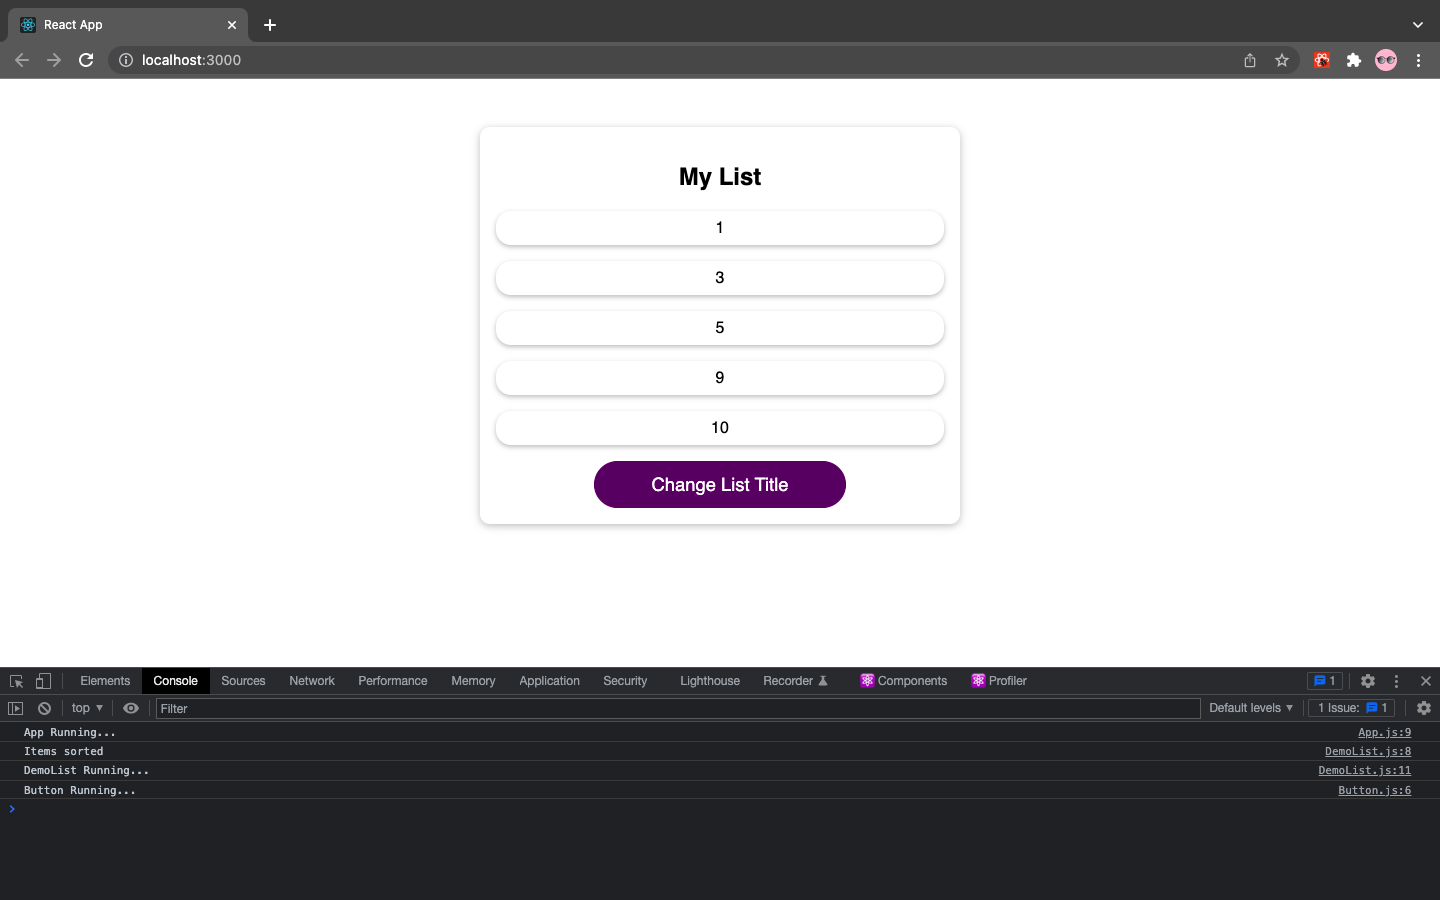 React App
localhost:3000
My List
1
3
5
9
10
Change List Title
Elements Console Sources Network Performance Memory Application Security Lighthouse Recorder Components Profiler 1
top Filter Default levels 1 Issue: 1
App Running... App.js:9
Items sorted DemoList.js:8
DemoList Running... DemoList.js:11
Button Running... Button.js:6